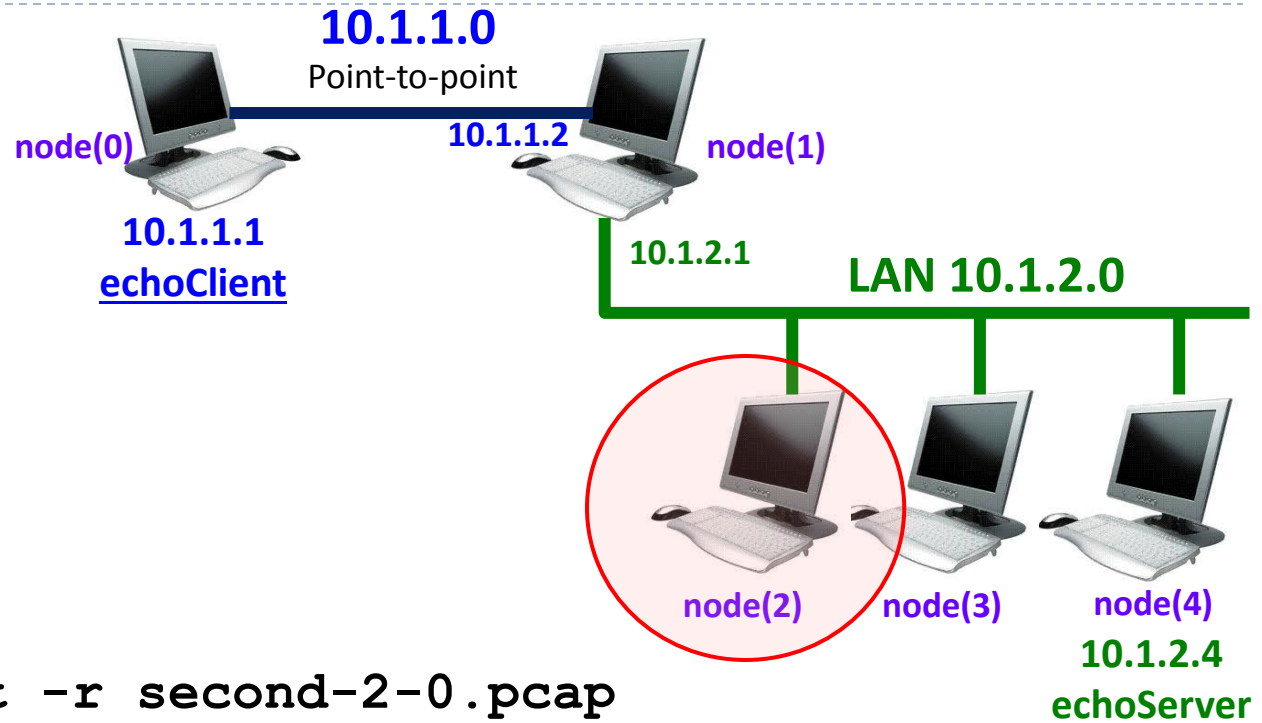 10.1.1.0
Point-to-point
node(0)
10.1.1.2
node(1)
10.1.1.1
echoClient
10.1.2.1
LAN 10.1.2.0
node(2)
node(3)
node(4)
10.1.2.4
echoServer
-r second-2-0.pcap